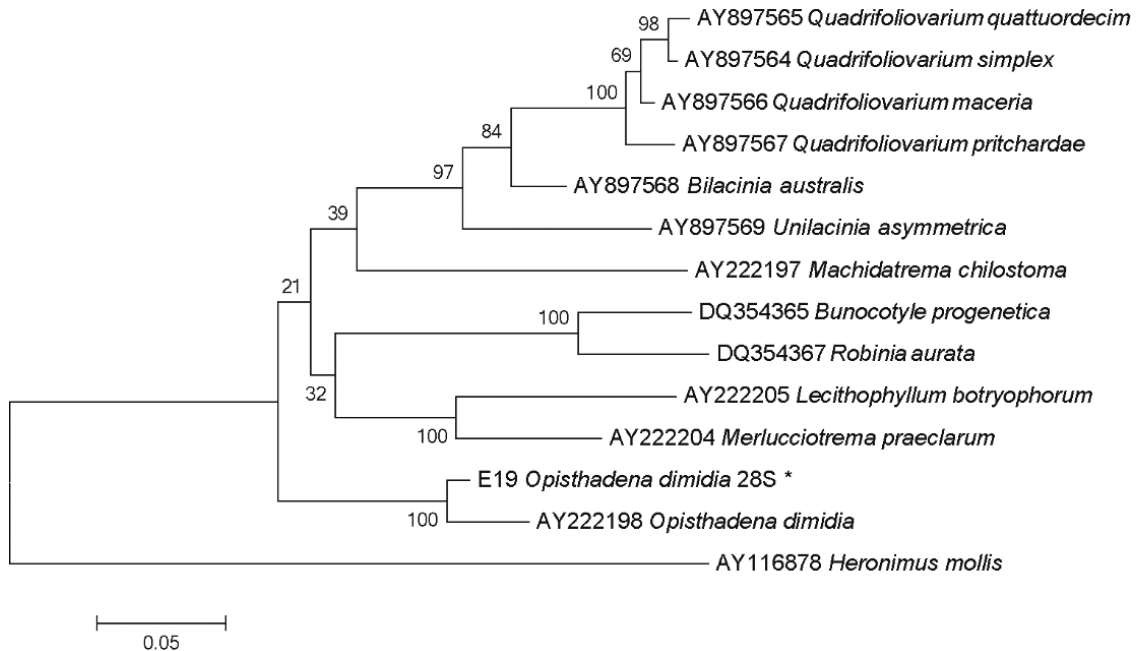 AY897565 Quadrifoliovarium quattuordecim
98
AY897564 Quadrifoliovarium simplex
69
AY897566 Quadrifoliovarium maceria
100
84
AY897567 Quadrifoliovarium pritchardae
97
AY897568 Bilacinia australis
39
AY897569 Unilacinia asymmetrica
AY222197 Machidatrema chilostoma
21
DQ354365 Bunocotyle progenetica
100
DQ354367 Robinia aurata
32
AY222205 Lecithophyllum botryophorum
100
AY222204 Merlucciotrema praeclarum
E19 Opisthadena dimidia 28S *
100
AY222198 Opisthadena dimidia
AY116878 Heronimus mollis
0.05